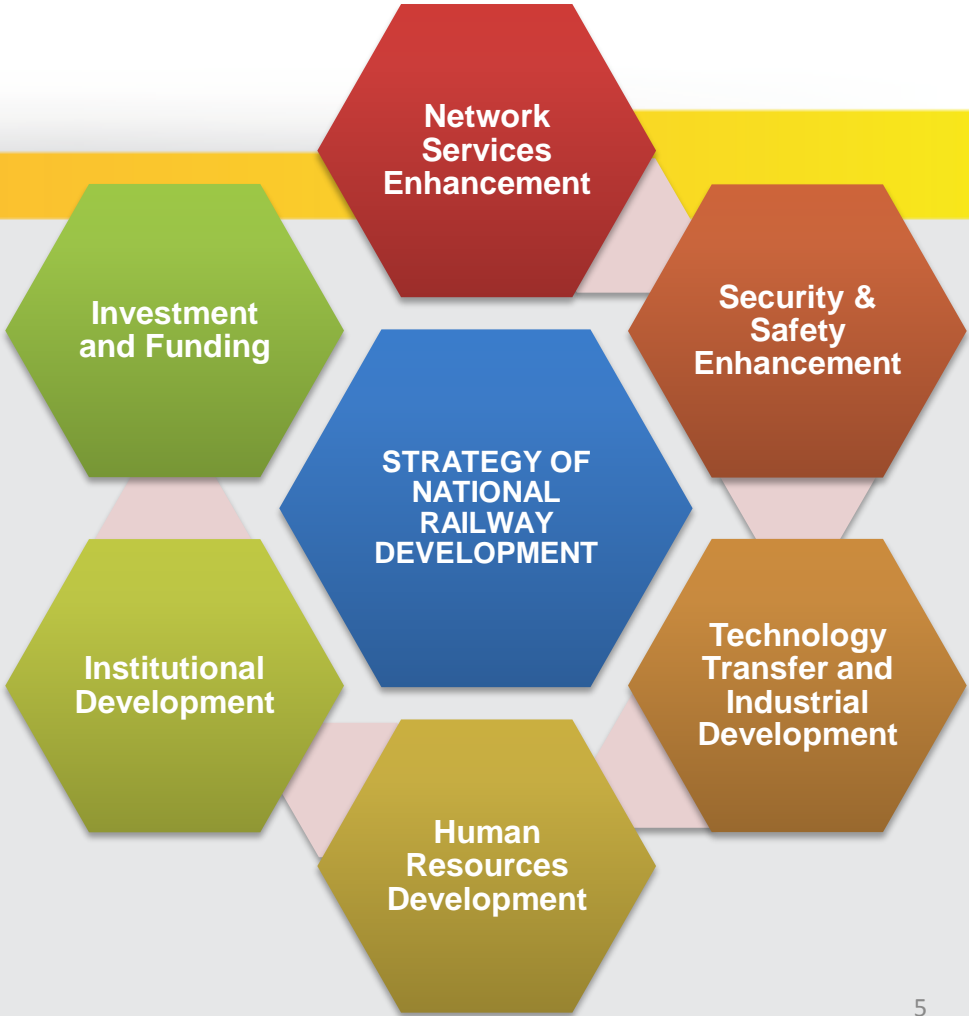 Network
Services
Enhancement
Security &
Safety
Enhancement
Investment
and Funding
STRATEGY OF
NATIONAL
RAILWAY
DEVELOPMENT
Technology
Transfer and
Industrial
Development
Institutional
Development
Human
Resources
Development
5